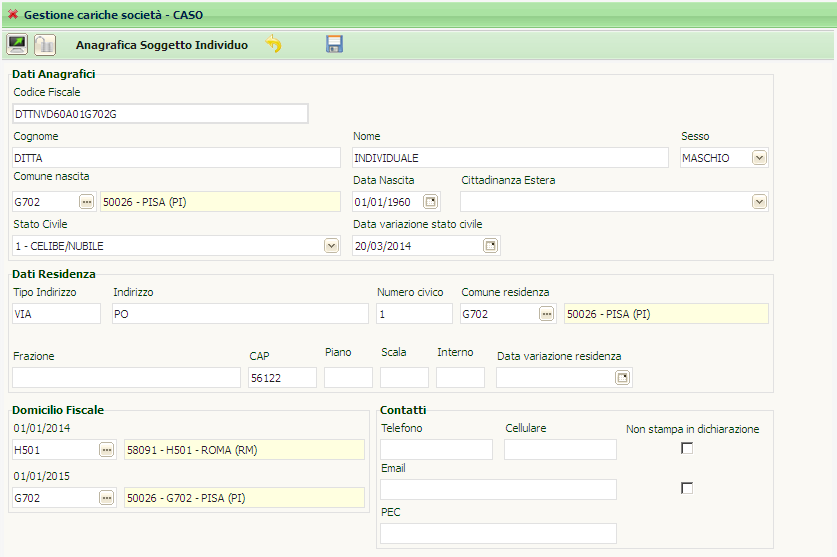 Gestione cariche società - CASO
Anagrafica Soggetto Individuo
Dati Anagrafici
Codice Fiscale
DTTNVD60A01G702G
Cognome Nome Sesso
DITTA INDIVIDUALE MASCHIO
Comune nascita Data Nascita Cittadinanza Estera
G702 ... 50026 - PISA (PI) 01/01/1960
Stato Civile Data variazione stato civile
1 - CELIBE/NUBILE 20/03/2014
Dati Residenza
Tipo Indirizzo Indirizzo Numero civico Comune residenza
VIA PO 1 G702 ... 50026 - PISA (PI)
Frazione CAP Piano Scala Interno Data variazione residenza
56122
Domicilio Fiscale
01/01/2014
H501 ... 58091 - H501 - ROMA (RM)
01/01/2015
G702 ... 50026 - G702 - PISA (PI)
Contatti
Telefono Cellulare Non stampa in dichiarazione
Email
PEC